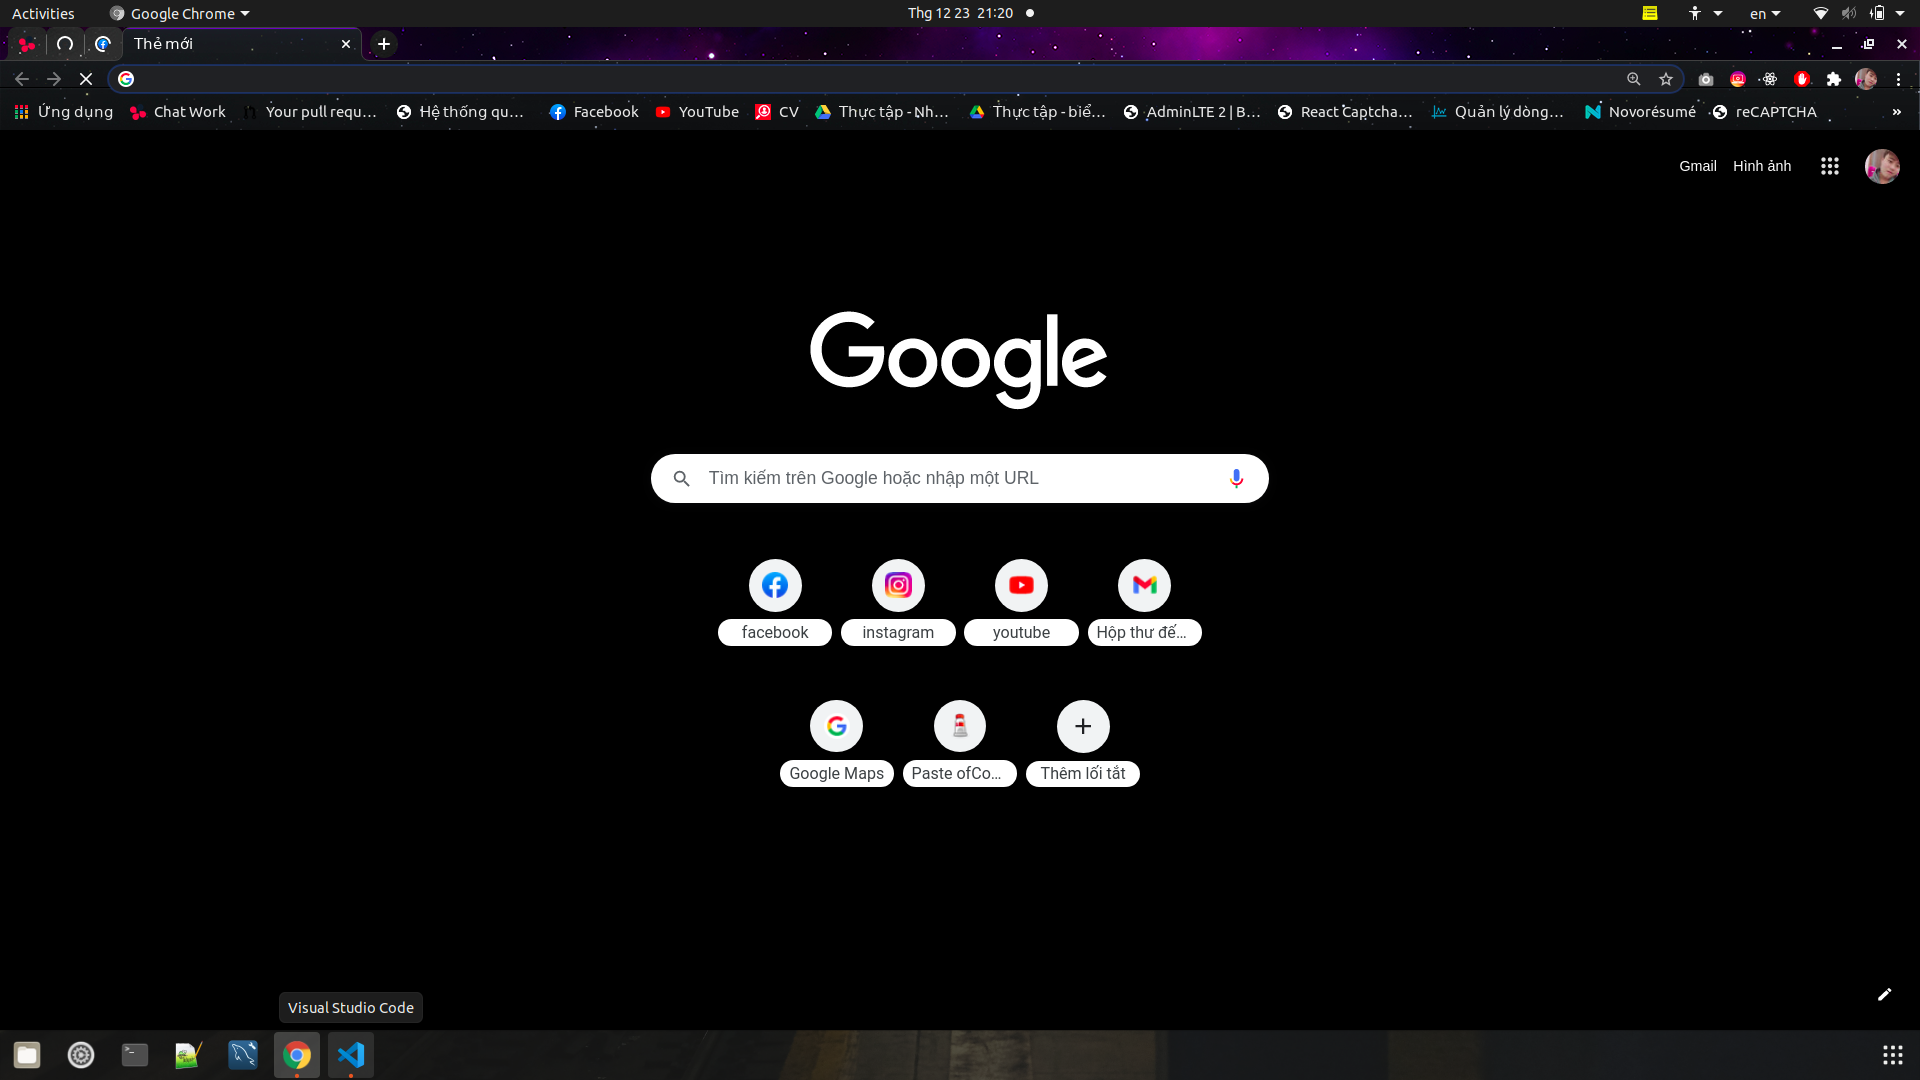 Activities
Google Chrome
Thg 12 23 21:20
en
Thẻ mới
Ứng dụng
Chat Work
Your pull requ...
Hệ thống qu...
Facebook
YouTube
CV
Thực tập - Nh...
Thực tập - biể...
AdminLTE 2 | B...
React Captcha...
Quản lý dòng...
Novorésumé
reCAPTCHA
»
Gmail
Hình ảnh
Google
Tìm kiếm trên Google hoặc nhập một URL
facebook
instagram
youtube
Hộp thư đế...
Google Maps
Paste ofCo...
Thêm lối tắt
Visual Studio Code